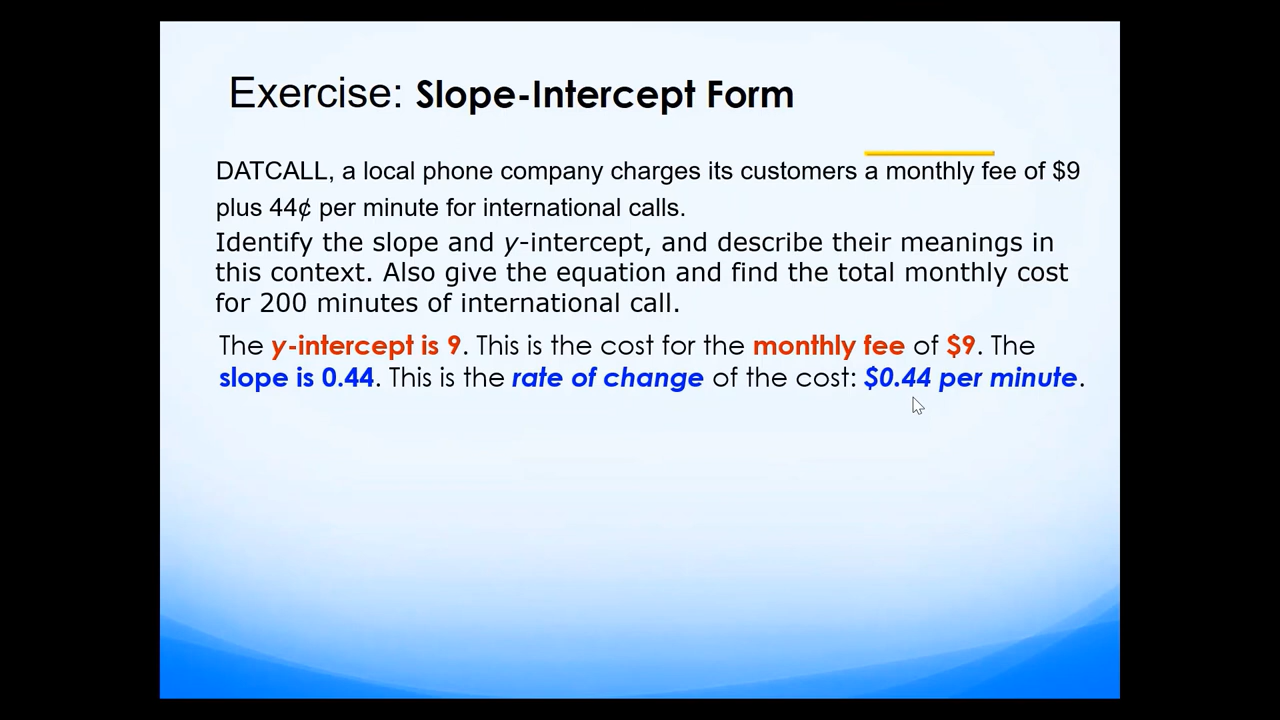 Exercise: Slope-Intercept Form
DATCALL, a local phone company charges its customers a monthly fee of $9
plus 44¢ per minute for international calls.
Identify the slope and y-intercept, and describe their meanings in
this context. Also give the equation and find the total monthly cost
for 200 minutes of international call.
The y-intercept is 9. This is the cost for the monthly fee of $9. The
slope is 0.44. This is the rate of change of the cost: $0.44 per minute.